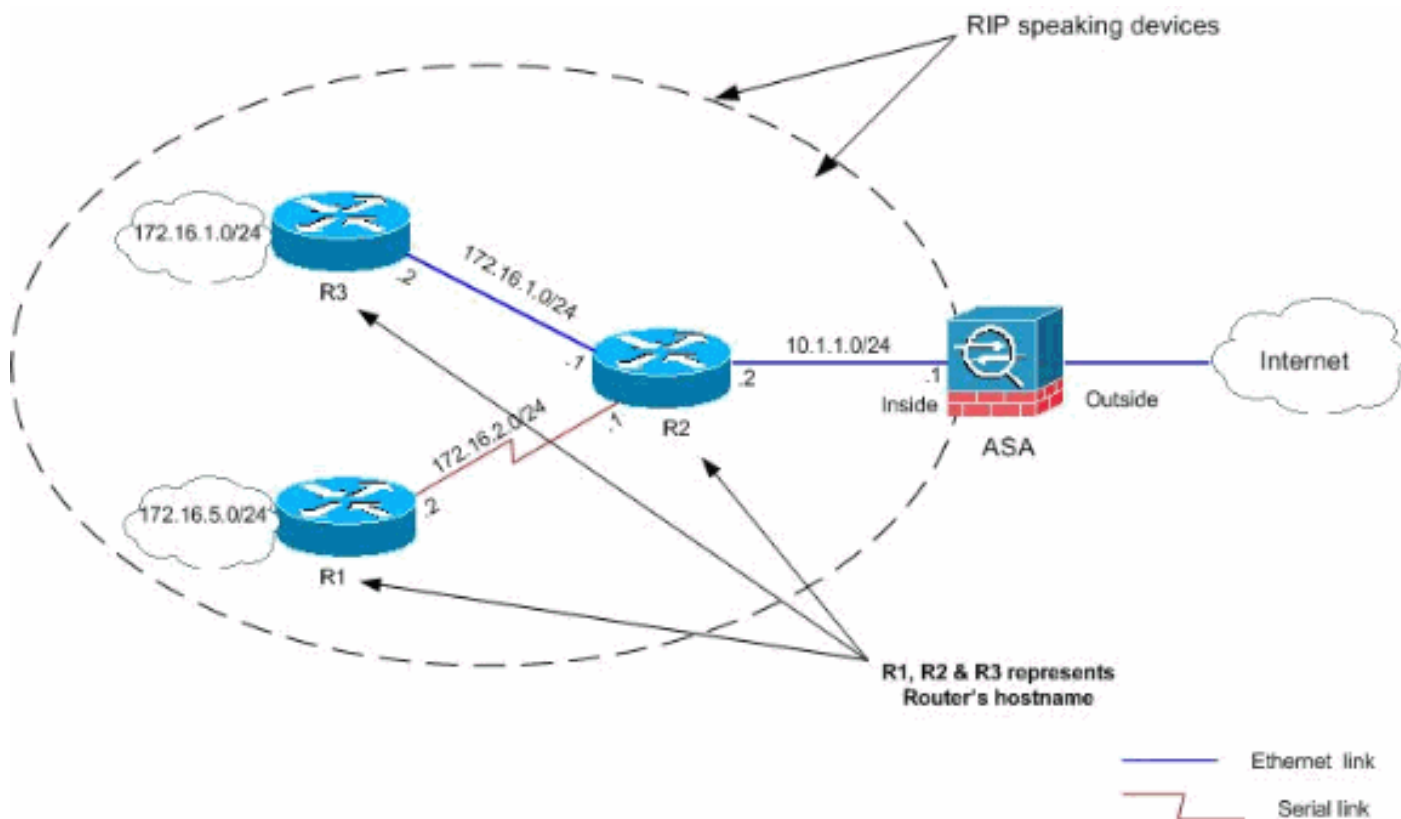 RIP speaking devices
172.16.1.0/24
R3
.2
172.16.1.0/24
.1
R2
.2
10.1.1.0/24
.1
Inside
Outside
ASA
Internet
172.16.2.0/24
.1
.2
172.16.5.0/24
R1
R1, R2 & R3 represents
Router's hostname
Ethernet link
Serial link